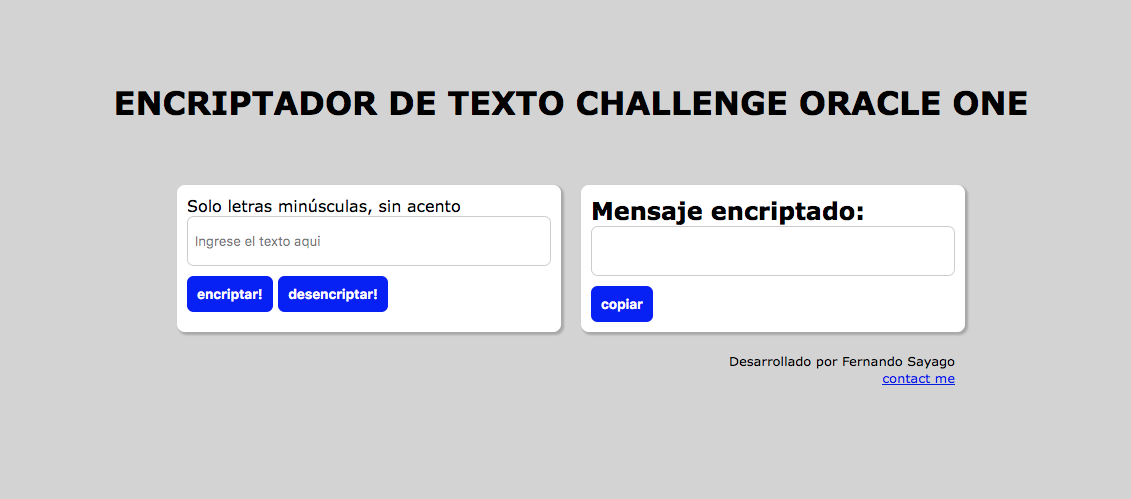 ENCRIPTADOR DE TEXTO CHALLENGE ORACLE ONE
Solo letras minúsculas, sin acento
Ingrese el texto aqui
encriptar!
desencriptar!
Mensaje encriptado:
copiar
Desarrollado por Fernando Sayago
contact me